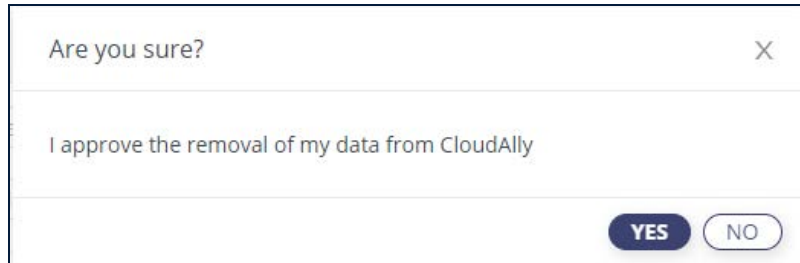 Are you sure?
X
I approve the removal of my data from CloudAlly
YES NO